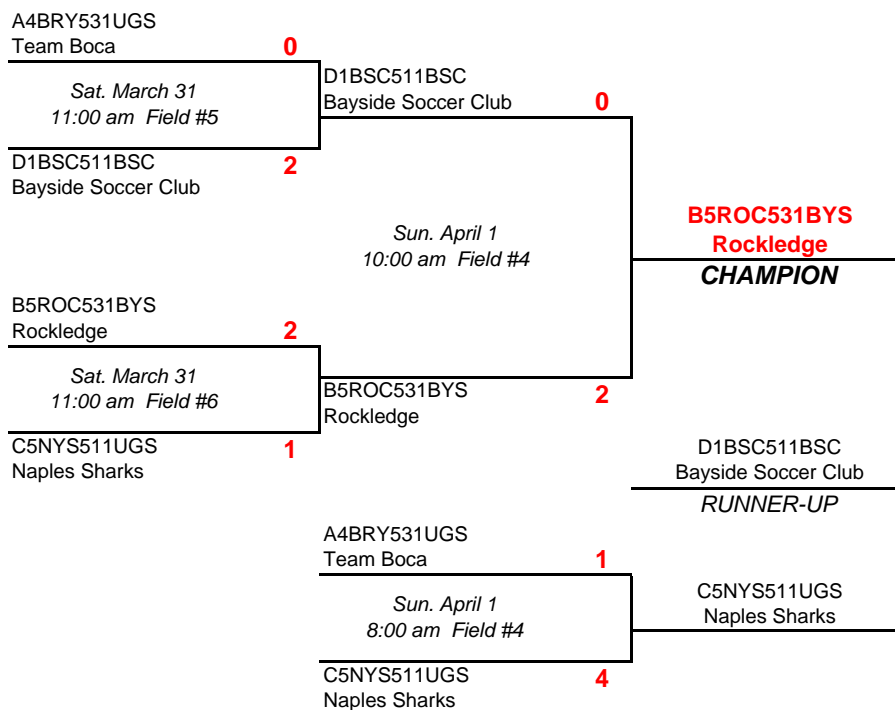 A4BRY531UGS
Team Boca
0
Sat. March 31
11:00 am Field #5
D1BSC511BSC
Bayside Soccer Club
2
D1BSC511BSC
Bayside Soccer Club
0
Sun. April 1
10:00 am Field #4
B5ROC531BYS
Rockledge
CHAMPION
B5ROC531BYS
Rockledge
2
Sat. March 31
11:00 am Field #6
C5NYS511UGS
Naples Sharks
1
B5ROC531BYS
Rockledge
2
D1BSC511BSC
Bayside Soccer Club
RUNNER-UP
A4BRY531UGS
Team Boca
1
Sun. April 1
8:00 am Field #4
C5NYS511UGS
Naples Sharks
4
C5NYS511UGS
Naples Sharks